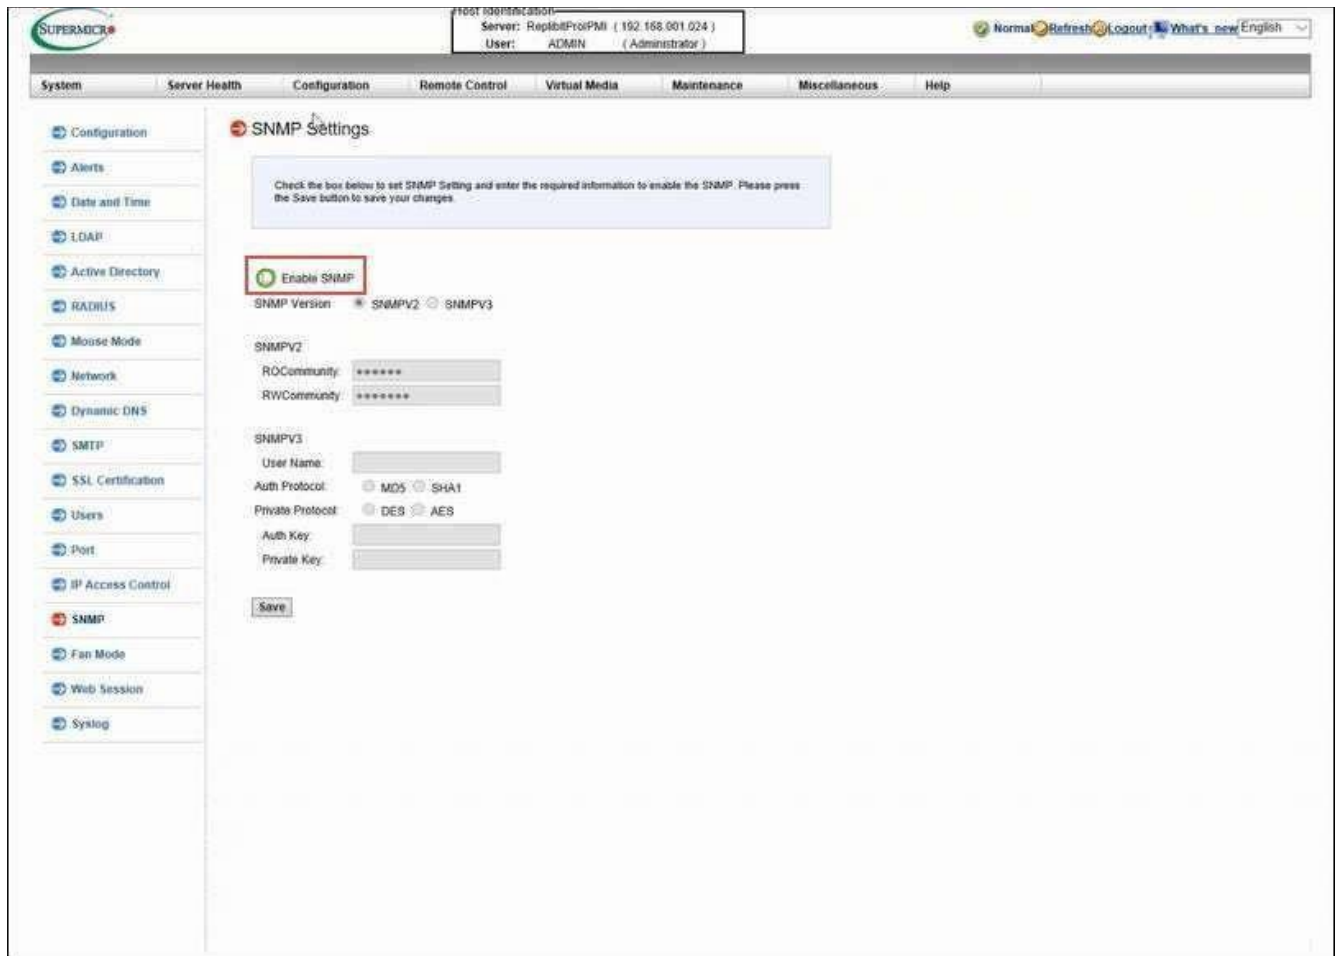 SUPERMICR
Host Identification
Server: ReplibitProIPMI ( 192.168.001.024 )
User: ADMIN ( Administrator )
Normal Refresh Logout What's new English
System Server Health Configuration Remote Control Virtual Media Maintenance Miscellaneous Help
Configuration
Alerts
Date and Time
LDAP
Active Directory
RADIUS
Mouse Mode
Network
Dynamic DNS
SMTP
SSL Certification
Users
Port
IP Access Control
SNMP
Fan Mode
Web Session
Syslog
SNMP Settings
Check the box below to set SNMP Setting and enter the required information to enable the SNMP. Please press
the Save button to save your changes.
Enable SNMP
SNMP Version SNMPV2 SNMPV3
SNMPV2
ROCommunity: ••••••
RWCommunity •••••••
SNMPV3
User Name:
Auth Protocol: MD5 SHA1
Private Protocol: DES AES
Auth Key:
Private Key:
Save